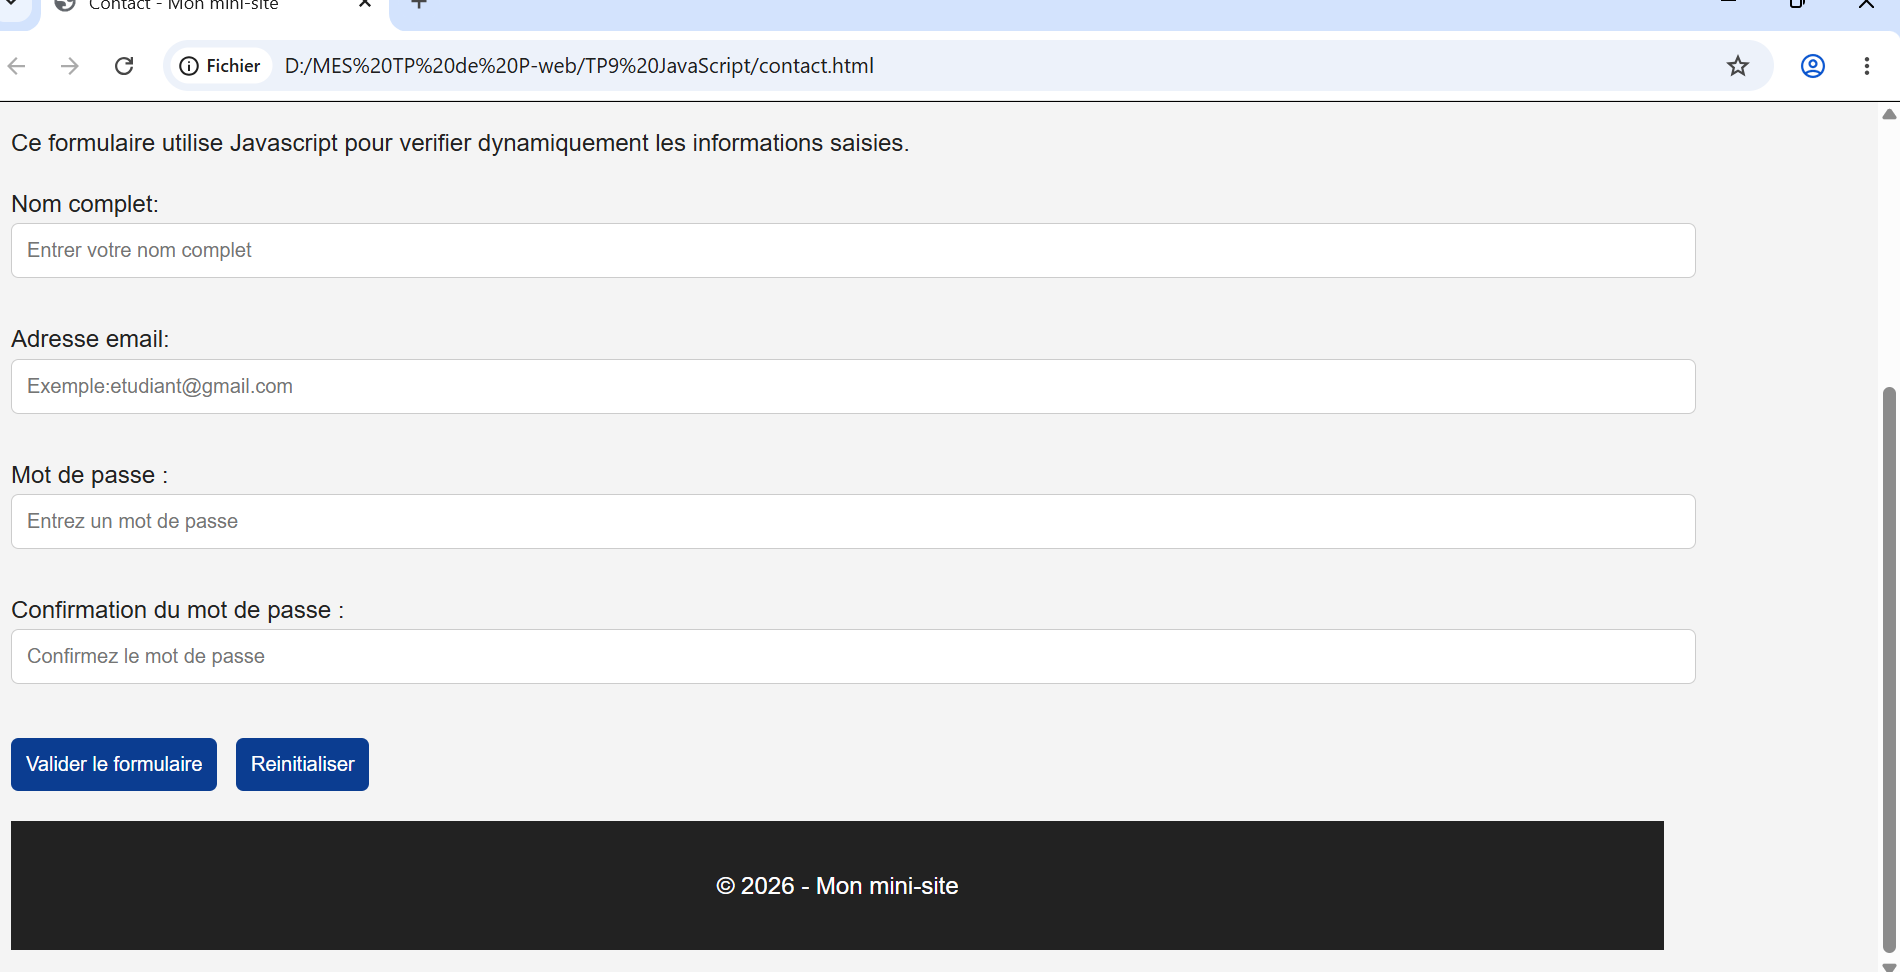 Contact - Mon mini-site
Fichier
D:/MES%20TP%20de%20P-web/TP9%20JavaScript/contact.html
Ce formulaire utilise Javascript pour verifier dynamiquement les informations saisies.
Nom complet:
Entrer votre nom complet
Adresse email:
Exemple:etudiant@gmail.com
Mot de passe :
Entrez un mot de passe
Confirmation du mot de passe :
Confirmez le mot de passe
Valider le formulaire
Reinitialiser
© 2026 - Mon mini-site